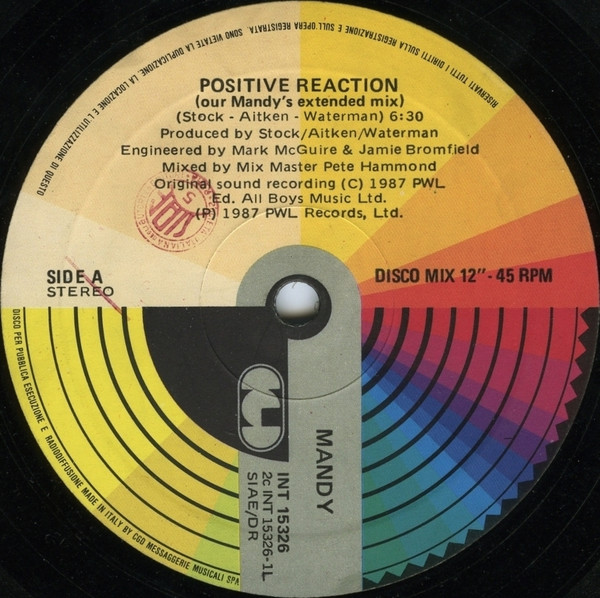 RISERVATI TUTTI I DIRITTI SULLA REGISTRAZIONE E SULL'OPERA REGISTRATA. SONO VIETATE LA DUPLICAZIONE, LA LOCAZIONE E L'UTILIZZAZIONE DI QUESTO
DISCO PER PUBBLICA ESECUZIONE E RADIODIFFUSIONE MADE IN ITALY BY CGD MESSAGGERIE MUSICALI SPA
POSITIVE REACTION
(our Mandy's extended mix)
(Stock - Aitken - Waterman) 6:30
Produced by Stock/Aitken/Waterman
Engineered by Mark McGuire & Jamie Bromfield
Mixed by Mix Master Pete Hammond
Original sound recording (C) 1987 PWL
Ed. All Boys Music Ltd.
(P) 1987 PWL Records, Ltd.
SIDE A
STEREO
DISCO MIX 12" - 45 RPM
MANDY
INT 15326
2c INT 15326-1L
SIAE/DR